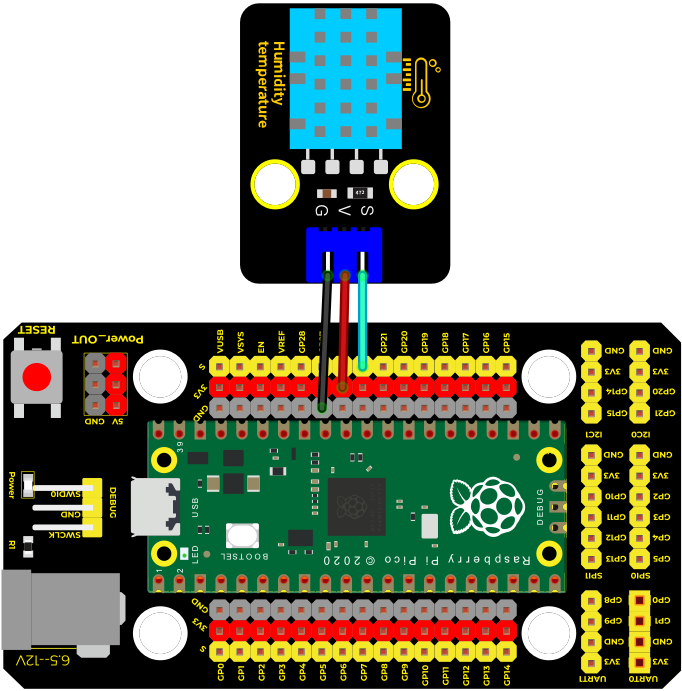 Humidity
temperature
472
G V S
RESET
Power_OUT
GND 5V
VUSB VSYS EN VREF GP28 GP21 GP20 GP19 GP18 GP17 GP16 GP15
S
3V3
GND
GND
3V3
GP14
GP15
I2C1
GND
3V3
GP20
GP21
I2C0
Power
SWDIO
GND
SWCLK
DEBUG
R1
39
USB
1
2
LED
BOOTSEL
Raspberry Pi Pico ©2020
DEBUG
GND
3V3
GP10
GP11
GP12
GP13
SPI1
GND
3V3
GP2
GP3
GP4
GP5
SPI0
GND
3V3
S
GP0 GP1 GP2 GP3 GP4 GP5 GP6 GP7 GP8 GP9 GP10 GP11 GP12 GP13 GP14
GP8
GP9
GND
3V3
UART1
GP0
GP1
GND
3V3
UART0
6.5--12V